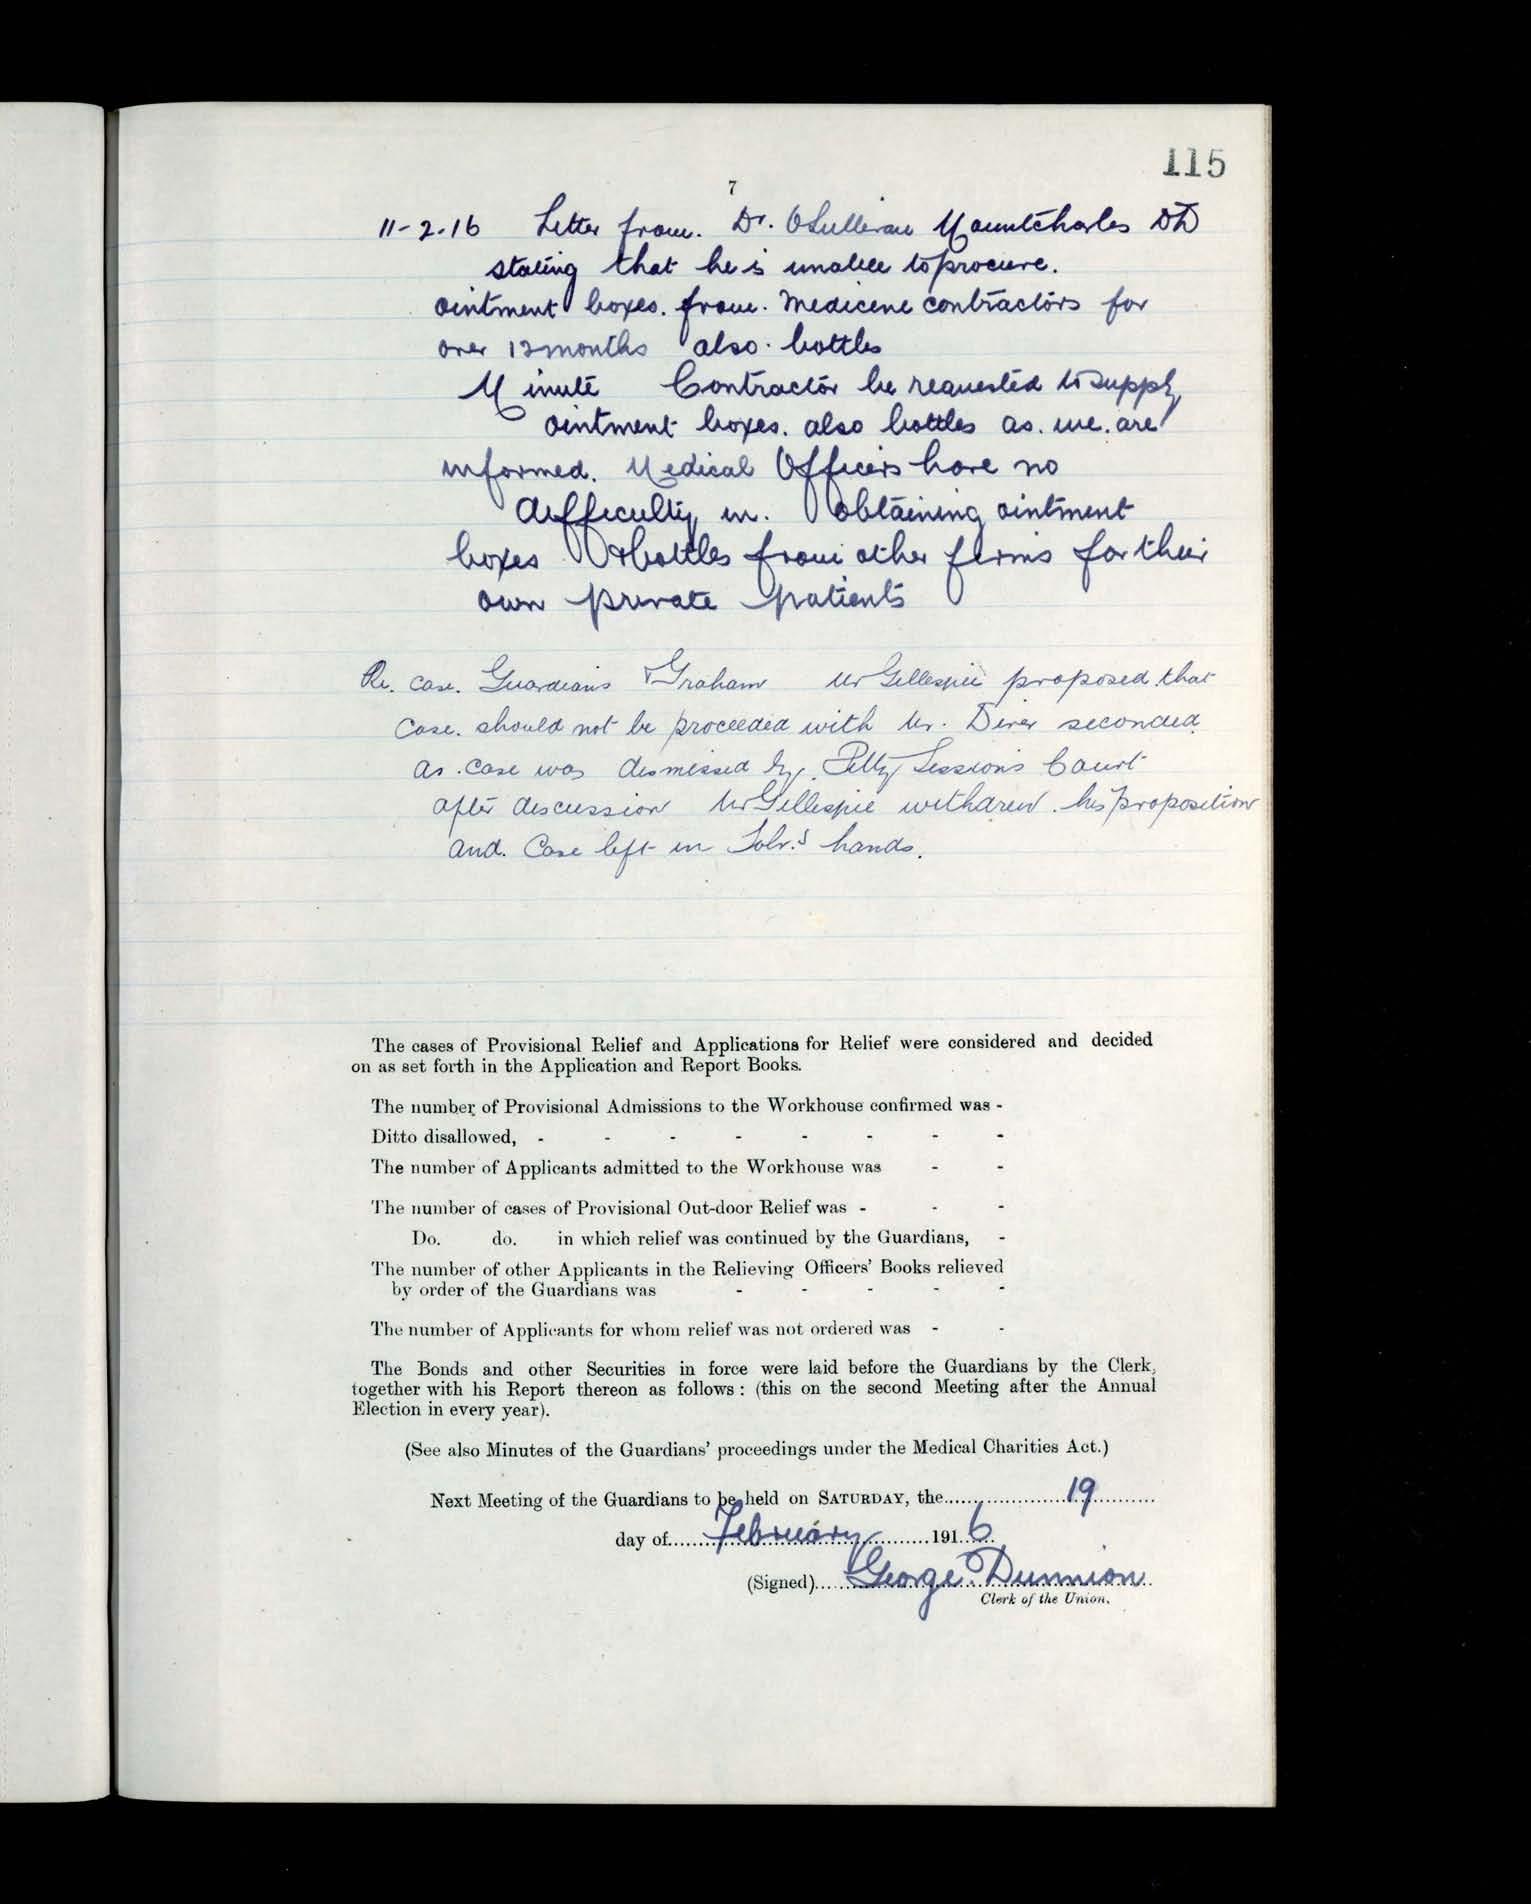 115
7
11-2-16 Letter from. Dr. OSullivan Mountcharles DD
stating that he is unable to procure.
ointment boxes. from. Medicene contractors for
over 12 months also. bottles
Minute Contractor be requested to supply
ointment boxes. also bottles as. we. are
informed. Medical Officers have no
difficulty in. obtaining ointment
boxes & bottles from other firms for their
own private patients
Re. case. Guardians v Graham Mr Gillespie proposed. that
case. should not be proceeded with Mr. Diver seconded.
as. case was dismissed by. Petty Sessions Court
after discussion Mr Gillespie withdrew. his proposition
and. Case left in Solr.s hands.
The cases of Provisional Relief and Applications for Relief were considered and decided
on as set forth in the Application and Report Books.
The number of Provisional Admissions to the Workhouse confirmed was -
Ditto disallowed, - - - - - - - -
The number of Applicants admitted to the Workhouse was - -
The number of cases of Provisional Out-door Relief was - - -
Do. do. in which relief was continued by the Guardians, -
The number of other Applicants in the Relieving Officers' Books relieved
by order of the Guardians was - - - - -
The number of Applicants for whom relief was not ordered was - -
The Bonds and other Securities in force were laid before the Guardians by the Clerk,
together with his Report thereon as follows: (this on the second Meeting after the Annual
Election in every year).
(See also Minutes of the Guardians' proceedings under the Medical Charities Act.)
Next Meeting of the Guardians to be held on SATURDAY, the 19
day of February 1916
(Signed) George Dunnion
Clerk of the Union.